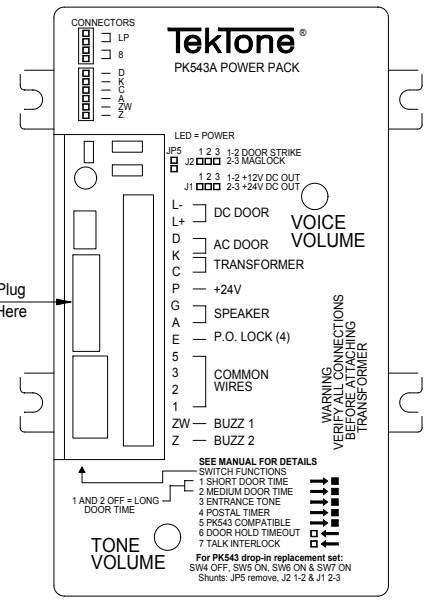 CONNECTORS
LP
8
D
K
C
A
ZW
Z
TekTone®
PK543A POWER PACK
LED = POWER
JP5
1 2 3 1-2 DOOR STRIKE
J2 2-3 MAGLOCK
1 2 3 1-2 +12V DC OUT
J1 2-3 +24V DC OUT
VOICE
VOLUME
L-
L+
DC DOOR
D
K
AC DOOR
C
TRANSFORMER
P — +24V
G
A
SPEAKER
E — P.O. LOCK (4)
5
3
2
1
COMMON
WIRES
ZW — BUZZ 1
Z — BUZZ 2
Plug
Here
WARNING
VERIFY ALL CONNECTIONS
BEFORE ATTACHING
TRANSFORMER
SEE MANUAL FOR DETAILS
SWITCH FUNCTIONS
1 SHORT DOOR TIME
2 MEDIUM DOOR TIME
3 ENTRANCE TONE
4 POSTAL TIMER
5 PK543 COMPATIBLE
6 DOOR HOLD TIMEOUT
7 TALK INTERLOCK
1 AND 2 OFF = LONG
DOOR TIME
TONE
VOLUME
For PK543 drop-in replacement set:
SW4 OFF, SW5 ON, SW6 ON & SW7 ON
Shunts: JP5 remove, J2 1-2 & J1 2-3